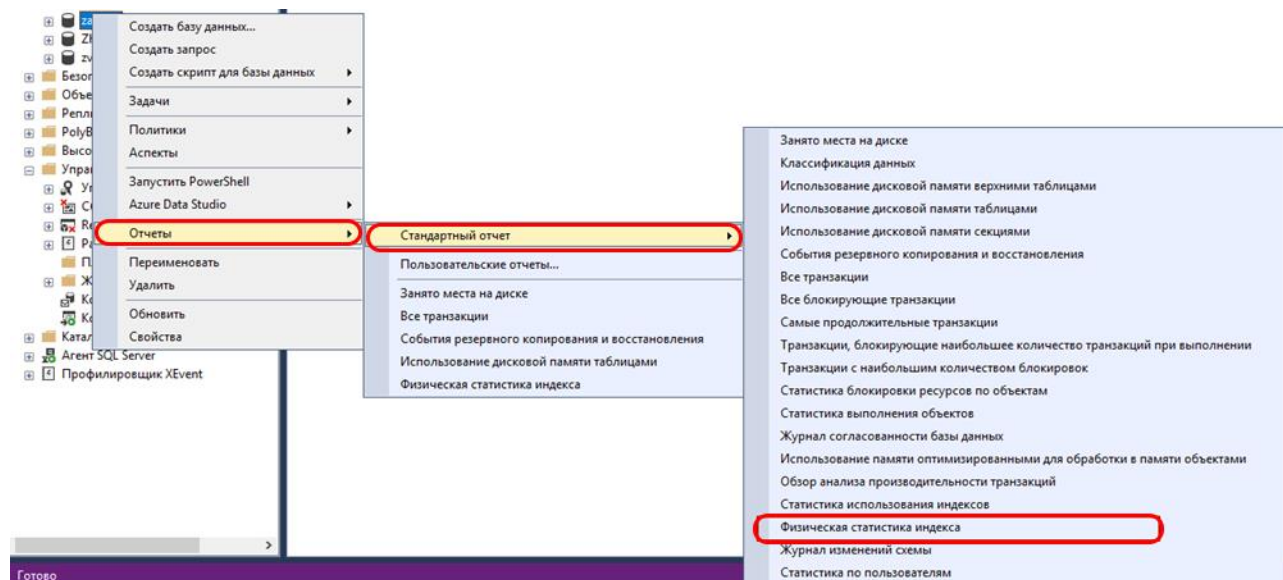 Создать базу данных...
Создать запрос
Создать скрипт для базы данных
Задачи
Политики
Аспекты
Запустить PowerShell
Azure Data Studio
Отчеты
Переименовать
Удалить
Обновить
Свойства
Агент SQL Server
Профилировщик XEvent
Готово
Стандартный отчет
Пользовательские отчеты...
Занято места на диске
Все транзакции
События резервного копирования и восстановления
Использование дисковой памяти таблицами
Физическая статистика индекса
Занято места на диске
Классификация данных
Использование дисковой памяти верхними таблицами
Использование дисковой памяти таблицами
Использование дисковой памяти секциями
События резервного копирования и восстановления
Все транзакции
Все блокирующие транзакции
Самые продолжительные транзакции
Транзакции, блокирующие наибольшее количество транзакций при выполнении
Транзакции с наибольшим количеством блокировок
Статистика блокировки ресурсов по объектам
Статистика выполнения объектов
Журнал согласованности базы данных
Использование памяти оптимизированными для обработки в памяти объектами
Обзор анализа производительности транзакций
Статистика использования индексов
Физическая статистика индекса
Журнал изменений схемы
Статистика по пользователям